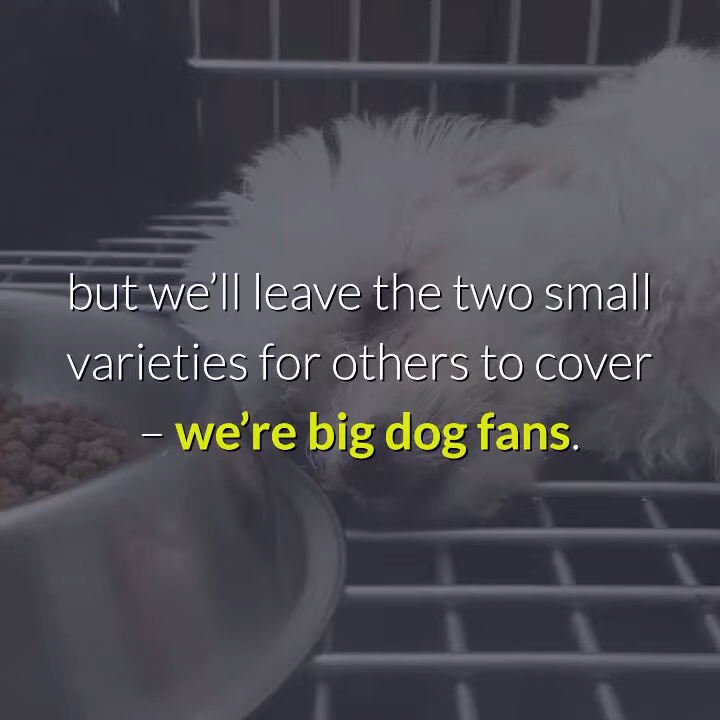 but we’ll leave the two small
varieties for others to cover
– we’re big dog fans.